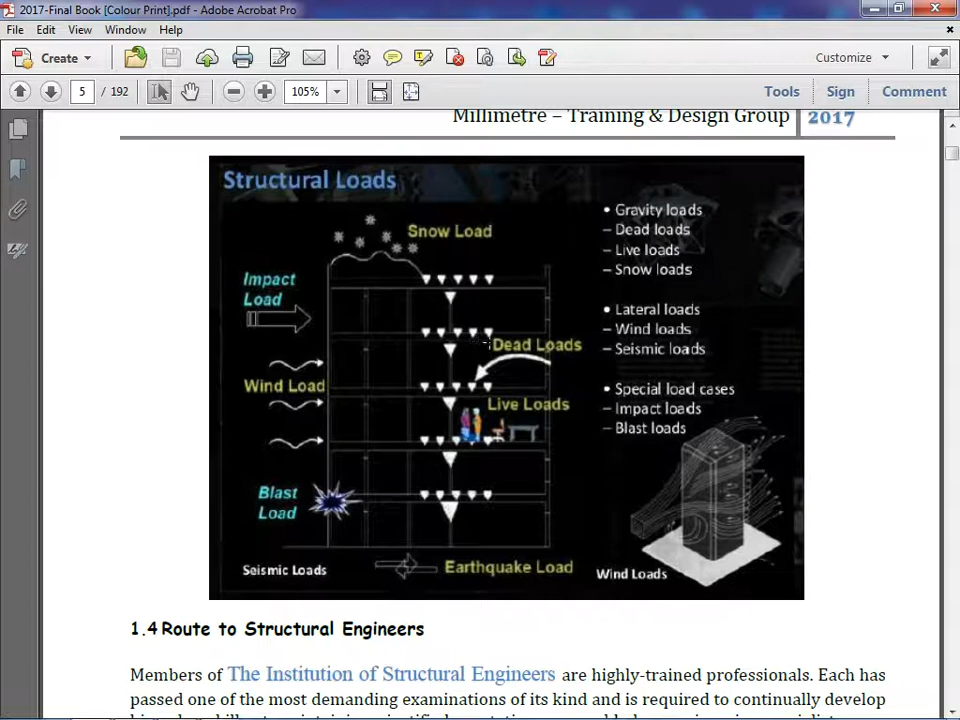 2017-Final Book [Colour Print].pdf - Adobe Acrobat Pro
File Edit View Window Help
Create Customize
5 / 192 105% Tools Sign Comment
Millimetre – Training & Design Group 2017
Structural Loads
Snow Load
Impact
Load
Dead Loads
Wind Load
Live Loads
Blast
Load
Earthquake Load
Seismic Loads
• Gravity loads
– Dead loads
– Live loads
– Snow loads
• Lateral loads
– Wind loads
– Seismic loads
• Special load cases
– Impact loads
– Blast loads
Wind Loads
1.4 Route to Structural Engineers
Members of The Institution of Structural Engineers are highly-trained professionals. Each has
passed one of the most demanding examinations of its kind and is required to continually develop